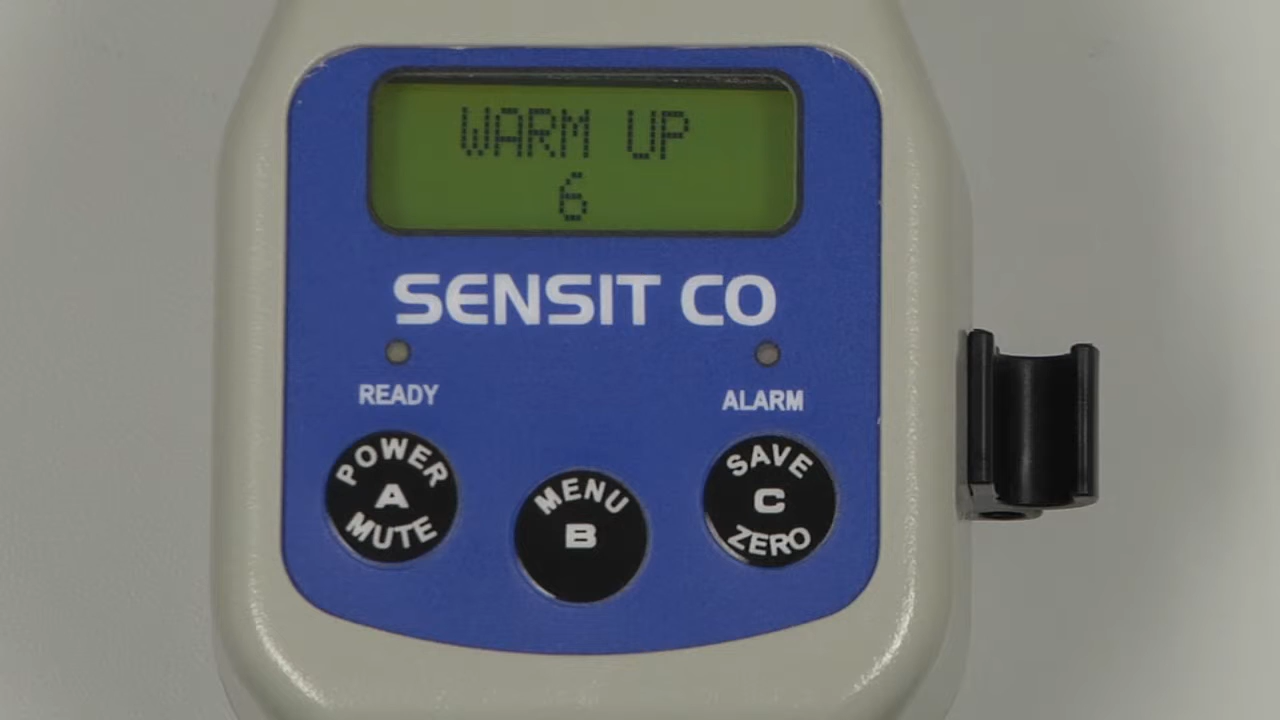 WARM UP
6
SENSIT CO
READY
ALARM
POWER
A
MUTE
MENU
B
SAVE
C
ZERO